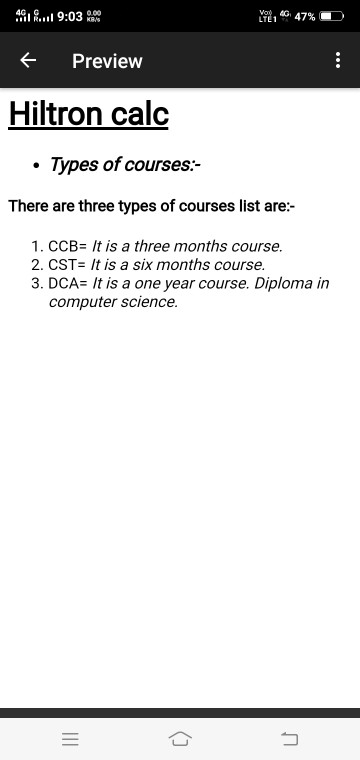 4G R 9:03 0.00 KB/s VoLTE1 4G 47%
Preview
Hiltron calc
• Types of courses:-
There are three types of courses list are:-
1. CCB= It is a three months course.
2. CST= It is a six months course.
3. DCA= It is a one year course. Diploma in
computer science.